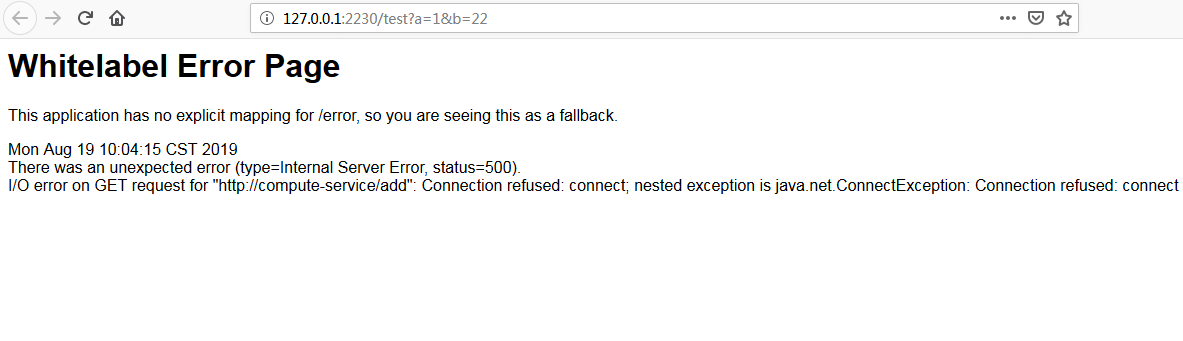 127.0.0.1:2230/test?a=1&b=22
Whitelabel Error Page
This application has no explicit mapping for /error, so you are seeing this as a fallback.
Mon Aug 19 10:04:15 CST 2019
There was an unexpected error (type=Internal Server Error, status=500).
I/O error on GET request for "http://compute-service/add": Connection refused: connect; nested exception is java.net.ConnectException: Connection refused: connect